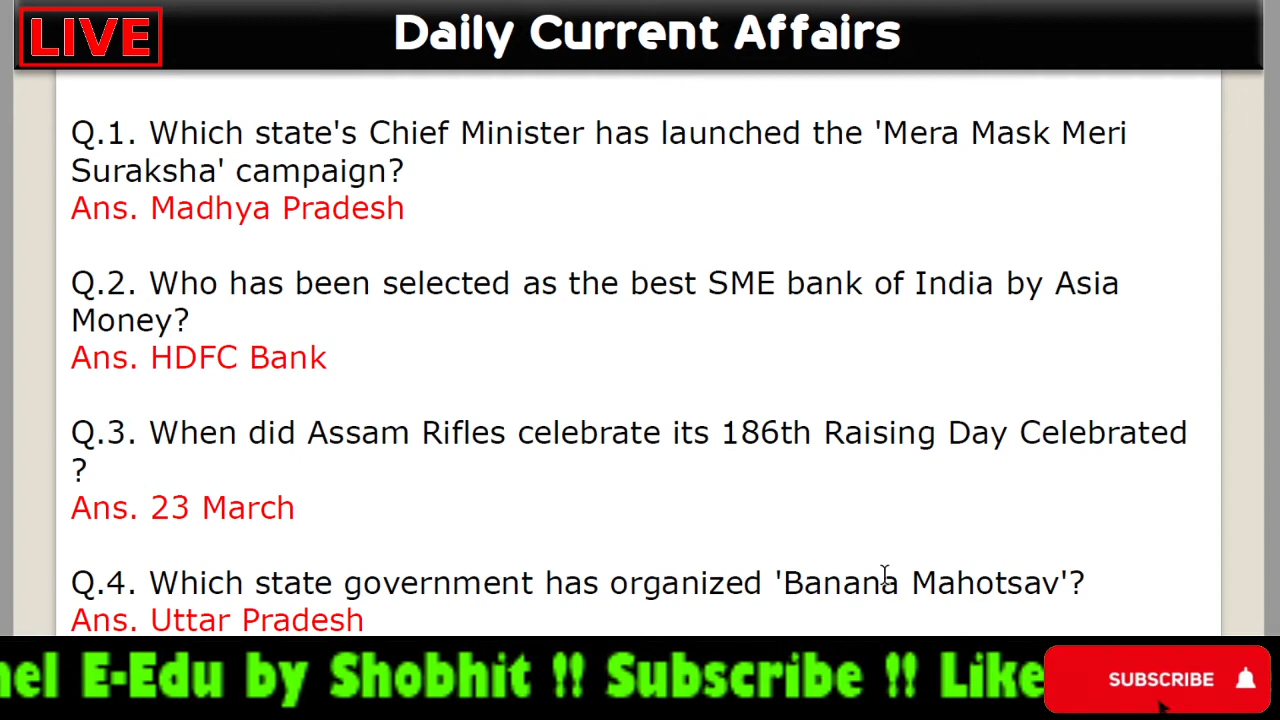 LIVE
Daily Current Affairs
Q.1. Which state's Chief Minister has launched the 'Mera Mask Meri
Suraksha' campaign?
Ans. Madhya Pradesh
Q.2. Who has been selected as the best SME bank of India by Asia
Money?
Ans. HDFC Bank
Q.3. When did Assam Rifles celebrate its 186th Raising Day Celebrated
?
Ans. 23 March
Q.4. Which state government has organized 'Banana Mahotsav'?
Ans. Uttar Pradesh
nel E-Edu by Shobhit !! Subscribe !! Like
SUBSCRIBE